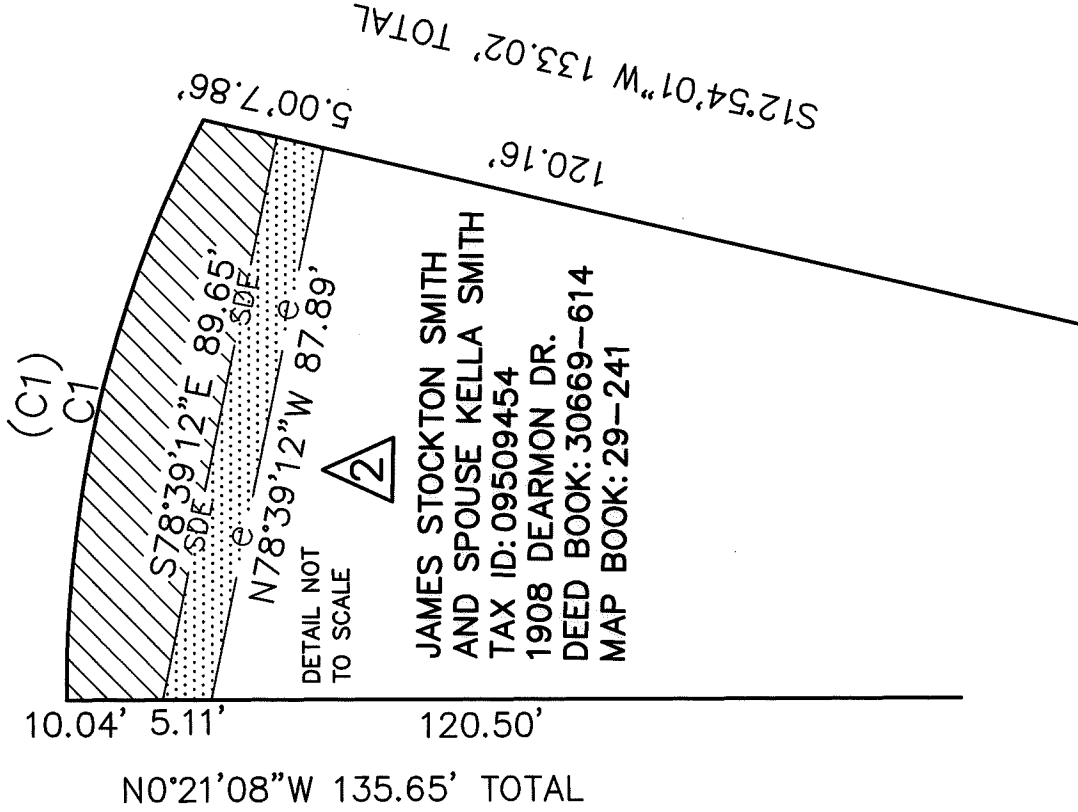 S12°54'01"W 133.02' TOTAL
5.00'7.86'
120.16'
(C1)
C1
S78°39'12"E 89.65'
SDE
SDE
e
e
N78°39'12"W 87.89'
DETAIL NOT
TO SCALE
2
JAMES STOCKTON SMITH
AND SPOUSE KELLA SMITH
TAX ID: 09509454
1908 DEARMON DR.
DEED BOOK: 30669-614
MAP BOOK: 29-241
10.04' 5.11' 120.50'
N0°21'08"W 135.65' TOTAL